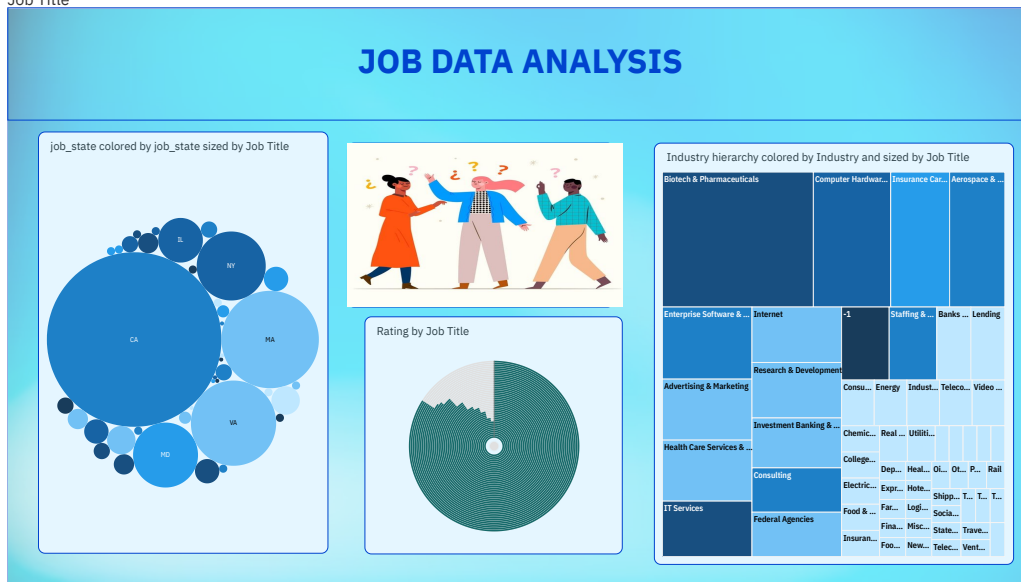 Job Title
JOB DATA ANALYSIS
job_state colored by job_state sized by Job Title
IL
NY
CA
MA
VA
MD
Rating by Job Title
Industry hierarchy colored by Industry and sized by Job Title
Biotech & Pharmaceuticals
Computer Hardwar...
Insurance Car...
Aerospace & ...
Enterprise Software & ...
Internet
-1
Staffing & ...
Banks ...
Lending
Research & Development
Advertising & Marketing
Consu...
Energy
Indust...
Teleco...
Video ...
Investment Banking & ...
Chemic...
Real ...
Utiliti...
Health Care Services & ...
College...
Consulting
Dep...
Heal...
Oi...
Ot...
P...
Rail
Electric...
Expr...
Hote...
Shipp...
T...
T...
T...
IT Services
Food & ...
Far...
Logi...
Socia...
Federal Agencies
Fina...
Misc...
State...
Trave...
Insuran...
Foo...
New...
Telec...
Vent...